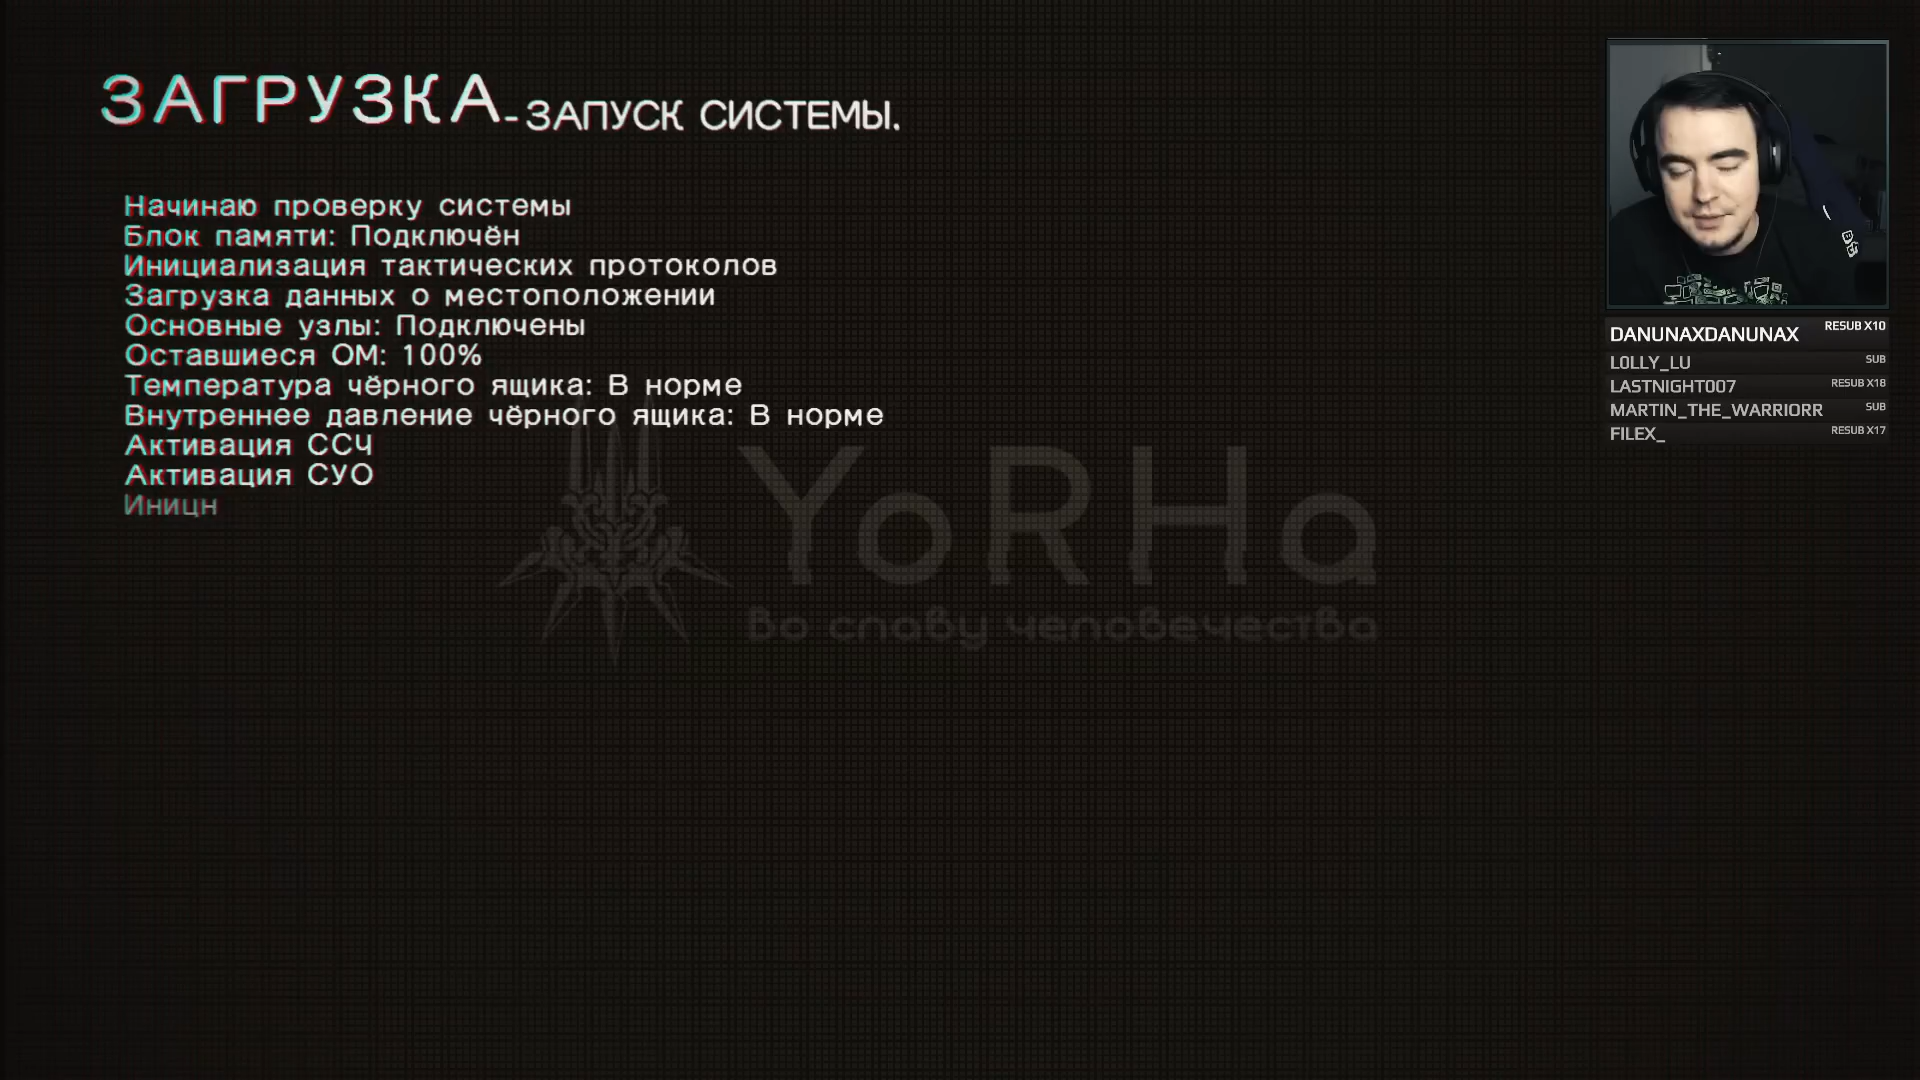 ЗАГРУЗКА-ЗАПУСК СИСТЕМЫ.
Начинаю проверку системы
Блок памяти: Подключён
Инициализация тактических протоколов
Загрузка данных о местоположении
Основные узлы: Подключены
Оставшиеся ОМ: 100%
Температура чёрного ящика: В норме
Внутреннее давление чёрного ящика: В норме
Активация ССЧ
Активация СУО
Иницн
YoRHa
Во славу человечества
DANUNAXDANUNAX RESUB X10
LOLLY_LU SUB
LASTNIGHT007 RESUB X18
MARTIN_THE_WARRIORR SUB
FILEX_ RESUB X17